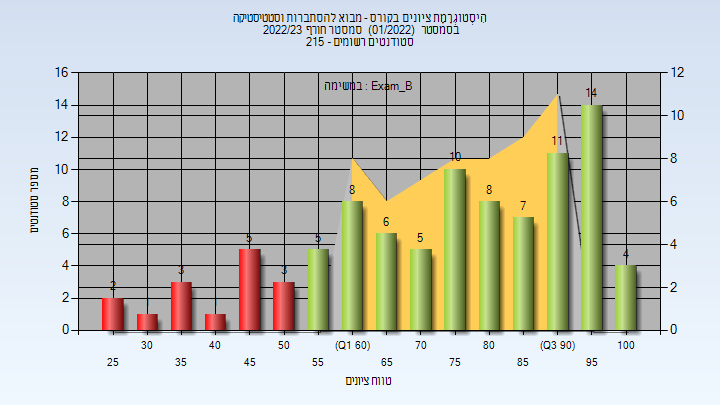 הִיסְטוגְרַמַת ציונים בקורס - מבוא להסתברות וסטטיסטיקה
בסמסטר (01/2022) סמסטר חורף 2022/23
סטודנטים רשומים - 215
במשימה : Exam_B
מספר סטודנטים
16 14 12 10 8 6 4 2 0
12 10 8 6 4 2 0
2 3 5 3 5 8 6 5 10 8 7 11 14 4
30 40 50 (Q1 60) 70 80 (Q3 90) 100
25 35 45 55 65 75 85 95
טווח ציונים